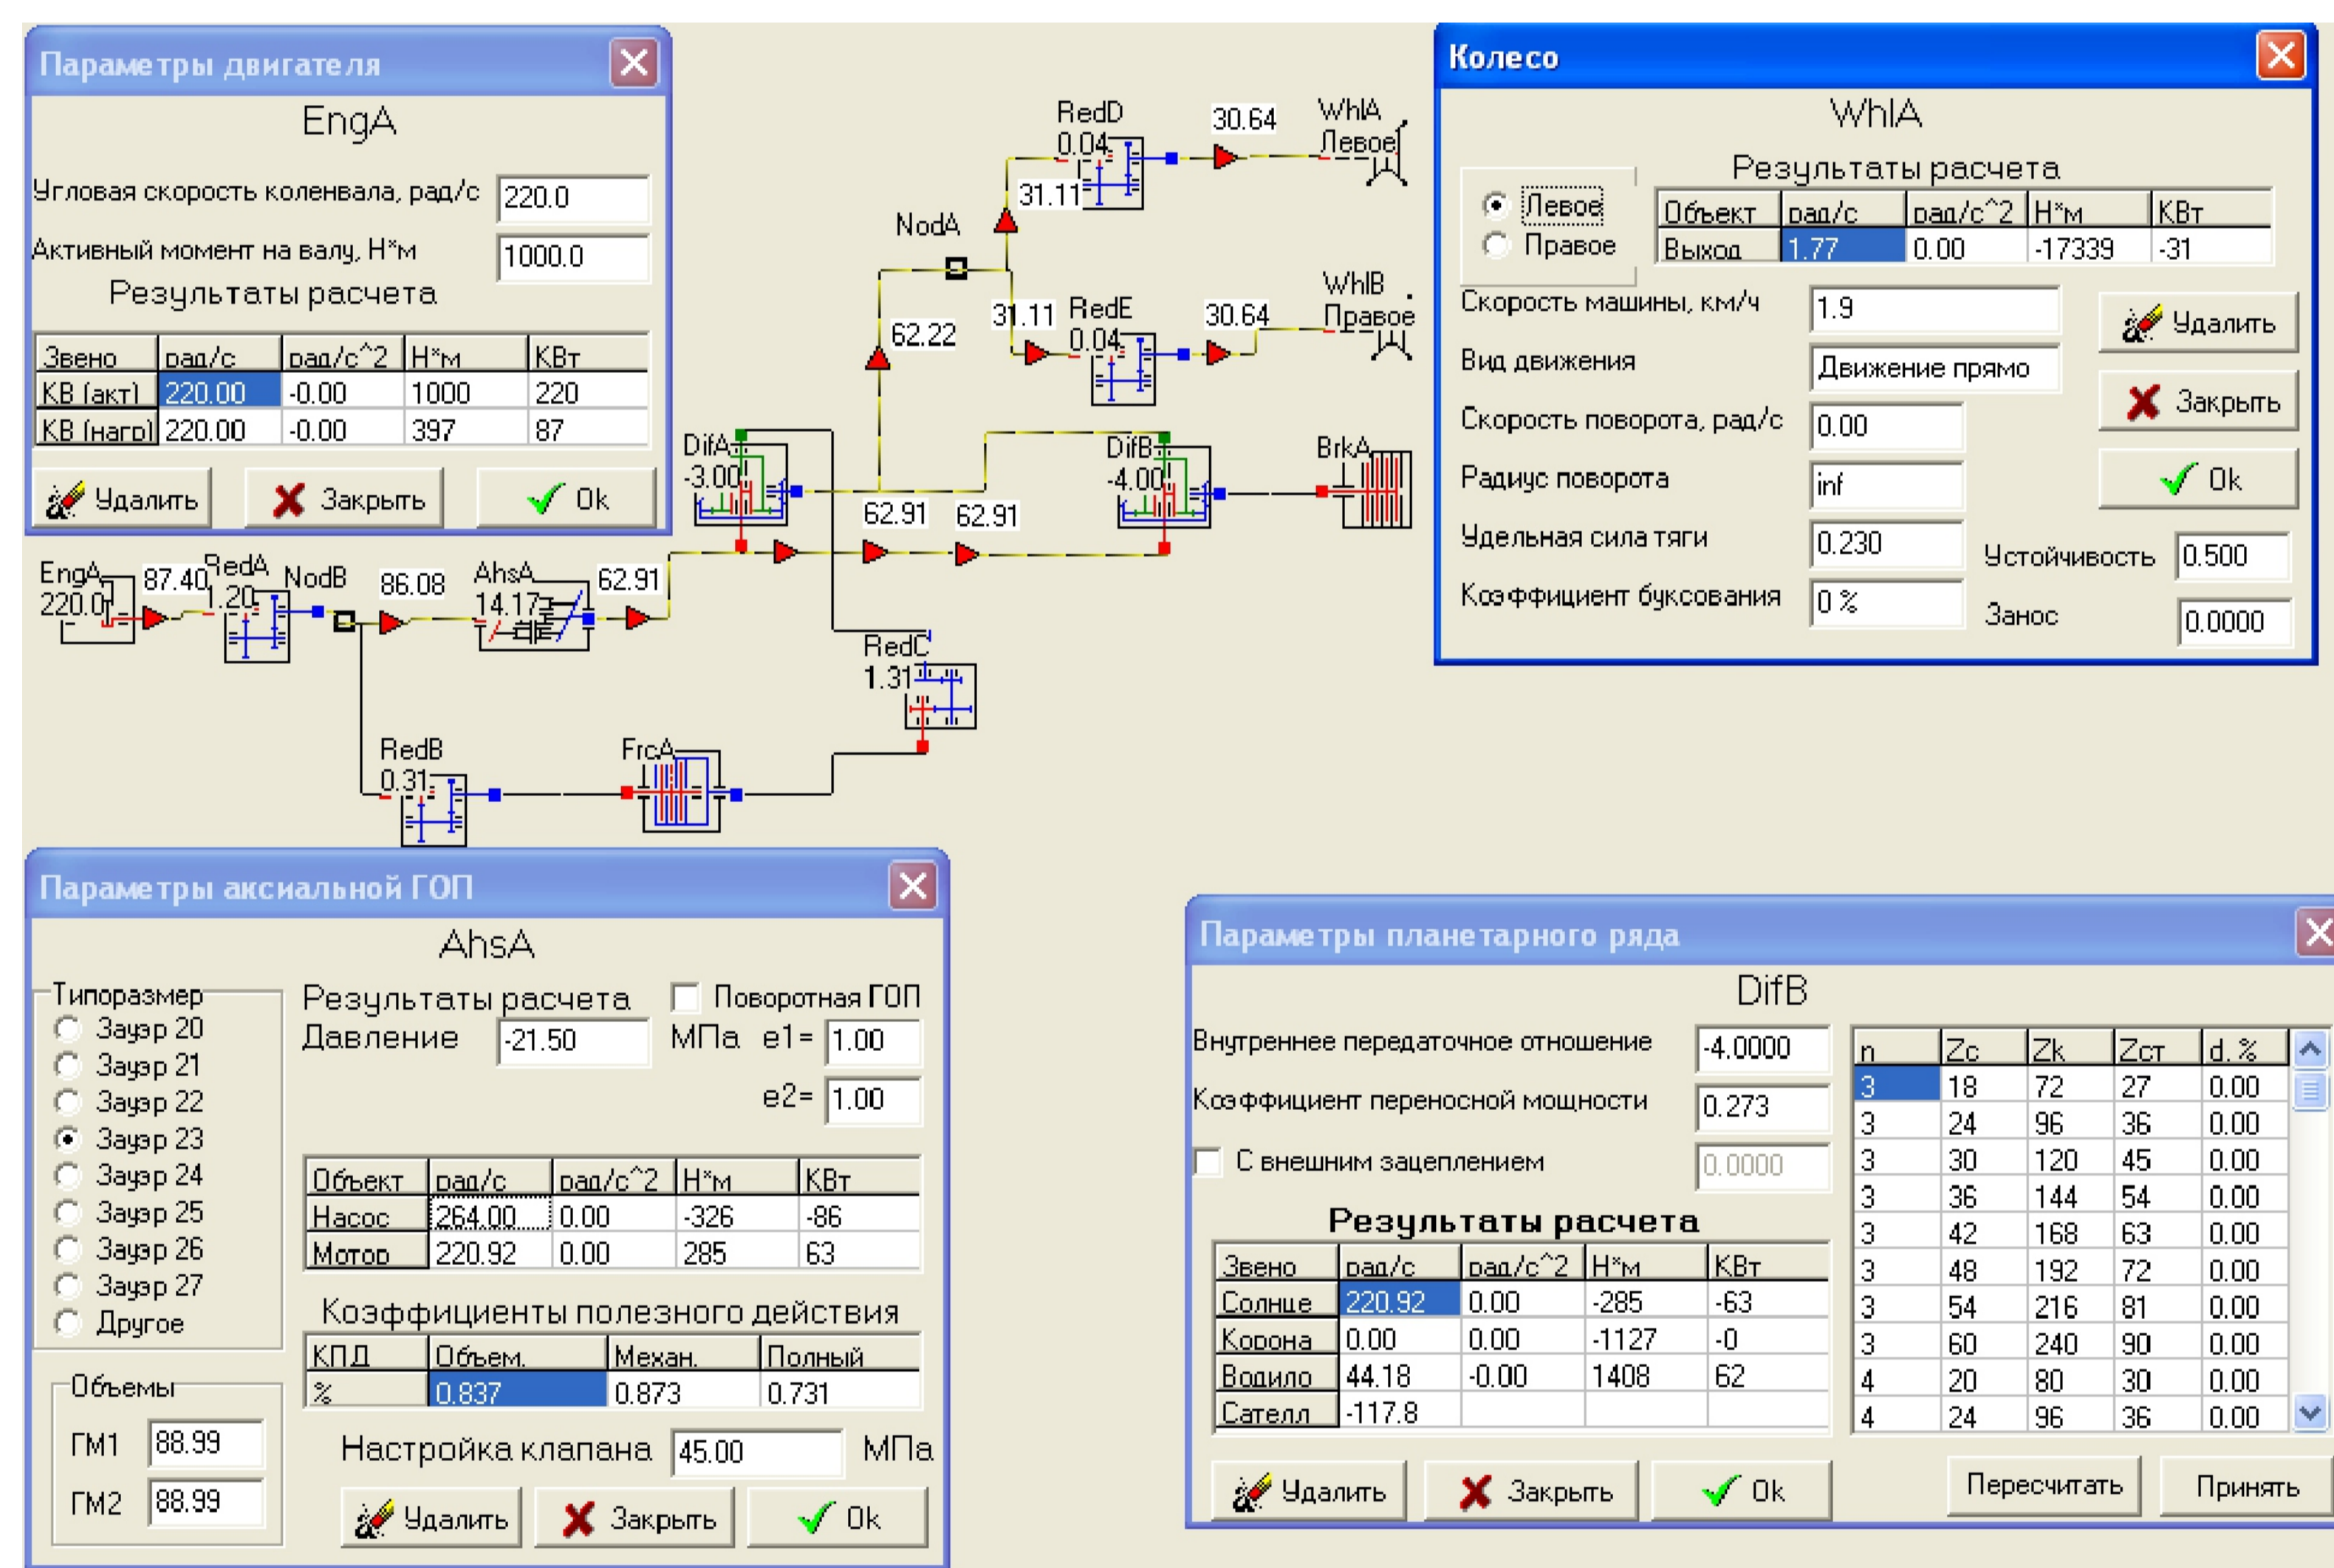 Параметры двигателя
EngA
Угловая скорость коленвала, рад/с 220.0
Активный момент на валу, Н*м 1000.0
Результаты расчета
Звено рад/с рад/с^2 Н*м КВт
КВ (акт) 220.00 -0.00 1000 220
КВ (нагр) 220.00 -0.00 397 87
Удалить Закрыть Ok
RedD
0.04
30.64
WhlA
Левое
31.11
NodA
WhlB
Правое
31.11
RedE
0.04
30.64
62.22
DifA
-3.00
DifB
-4.00
BrkA
62.91
62.91
EngA
220.0
87.40
RedA
1.20
NodB
86.08
AhsA
14.17
62.91
RedC
1.31
RedB
0.31
FrcA
Колесо
WhlA
Результаты расчета
Левое
Правое
Объект рад/с рад/с^2 Н*м КВт
Выход 1.77 0.00 -17339 -31
Скорость машины, км/ч 1.9
Удалить
Вид движения Движение прямо
Закрыть
Скорость поворота, рад/с 0.00
Радиус поворота inf
Ok
Удельная сила тяги 0.230
Устойчивость 0.500
Коэффициент буксования 0 %
Занос 0.0000
Параметры аксиальной ГОП
AhsA
Типоразмер
Зауэр 20
Зауэр 21
Зауэр 22
Зауэр 23
Зауэр 24
Зауэр 25
Зауэр 26
Зауэр 27
Другое
Результаты расчета
Поворотная ГОП
Давление -21.50 МПа e1= 1.00
e2= 1.00
Объект рад/с рад/с^2 Н*м КВт
Насос 264.00 0.00 -326 -86
Мотор 220.92 0.00 285 63
Коэффициенты полезного действия
КПД Объем. Механ. Полный
% 0.837 0.873 0.731
Объемы
ГМ1 88.99
ГМ2 88.99
Настройка клапана 45.00 МПа
Удалить Закрыть Ok
Параметры планетарного ряда
DifB
Внутреннее передаточное отношение -4.0000
Коэффициент переносной мощности 0.273
С внешним зацеплением 0.0000
Результаты расчета
Звено рад/с рад/с^2 Н*м КВт
Солнце 220.92 0.00 -285 -63
Корона 0.00 0.00 -1127 -0
Водило 44.18 -0.00 1408 62
Сателл -117.8
n Zс Zk Zст d. %
3 18 72 27 0.00
3 24 96 36 0.00
3 30 120 45 0.00
3 36 144 54 0.00
3 42 168 63 0.00
3 48 192 72 0.00
3 54 216 81 0.00
3 60 240 90 0.00
4 20 80 30 0.00
4 24 96 36 0.00
Удалить Закрыть Ok
Пересчитать Принять